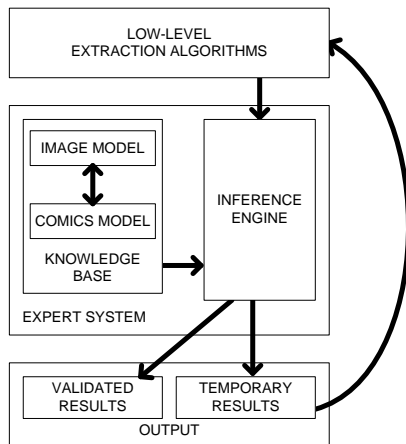 LOW-LEVEL
EXTRACTION ALGORITHMS
IMAGE MODEL
COMICS MODEL
KNOWLEDGE
BASE
INFERENCE
ENGINE
EXPERT SYSTEM
VALIDATED
RESULTS
TEMPORARY
RESULTS
OUTPUT